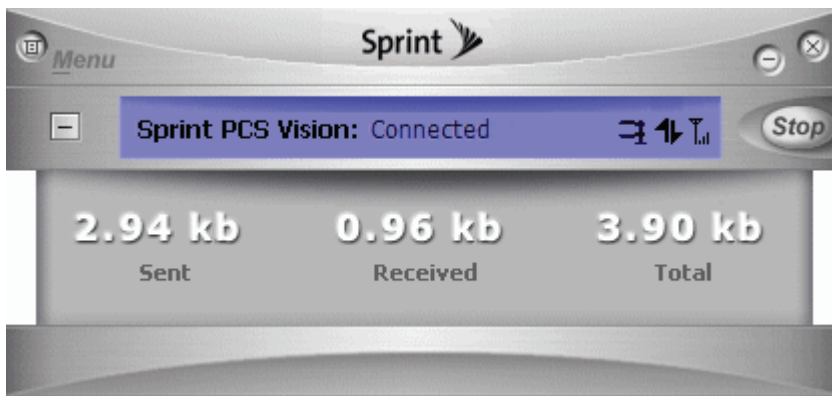 Sprint
Menu
Sprint PCS Vision: Connected
Stop
2.94 kb 0.96 kb 3.90 kb
Sent Received Total